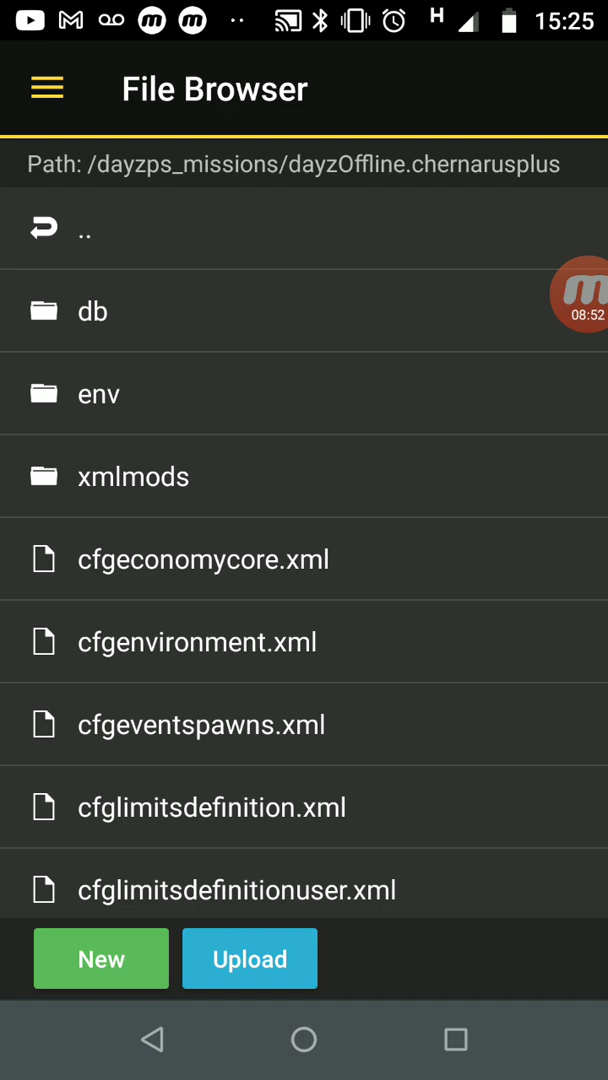 H
15:25
File Browser
Path: /dayzps_missions/dayzOffline.chernarusplus
..
db
m
08:52
env
xmlmods
cfgeconomycore.xml
cfgenvironment.xml
cfgeventspawns.xml
cfglimitsdefinition.xml
cfglimitsdefinitionuser.xml
New
Upload